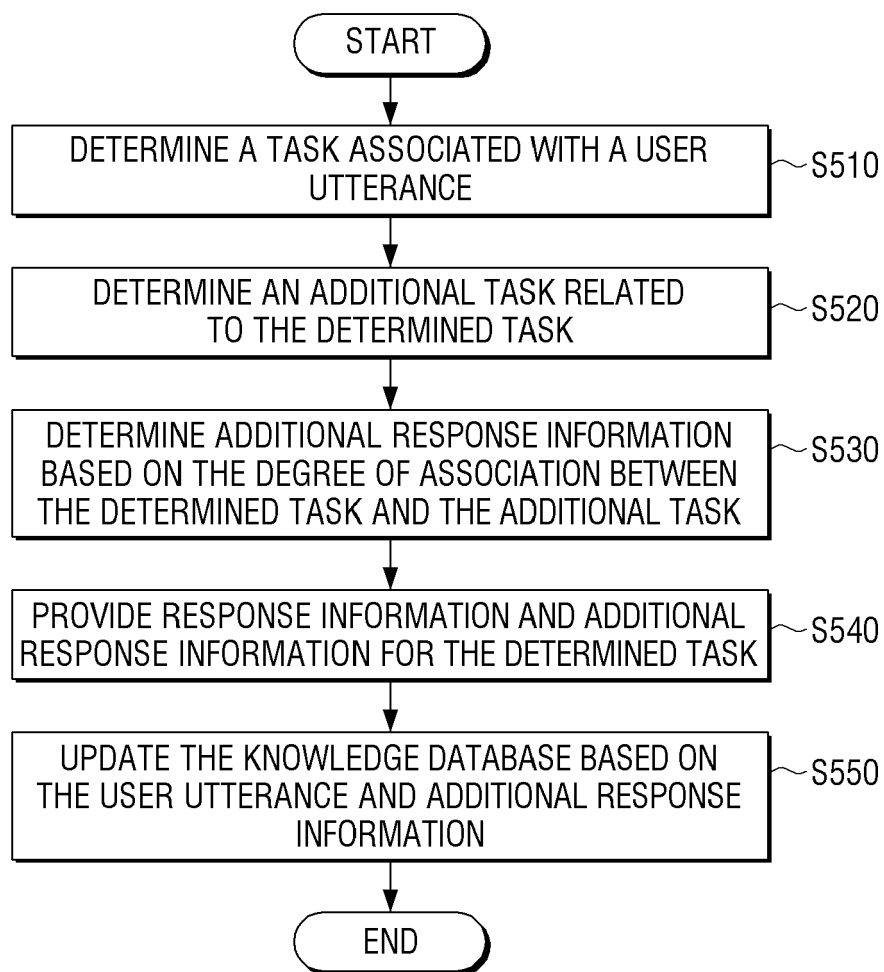 START
DETERMINE A TASK ASSOCIATED WITH A USER
UTTERANCE
S510
DETERMINE AN ADDITIONAL TASK RELATED
TO THE DETERMINED TASK
S520
DETERMINE ADDITIONAL RESPONSE INFORMATION
BASED ON THE DEGREE OF ASSOCIATION BETWEEN
THE DETERMINED TASK AND THE ADDITIONAL TASK
S530
PROVIDE RESPONSE INFORMATION AND ADDITIONAL
RESPONSE INFORMATION FOR THE DETERMINED TASK
S540
UPDATE THE KNOWLEDGE DATABASE BASED ON
THE USER UTTERANCE AND ADDITIONAL RESPONSE
INFORMATION
S550
END